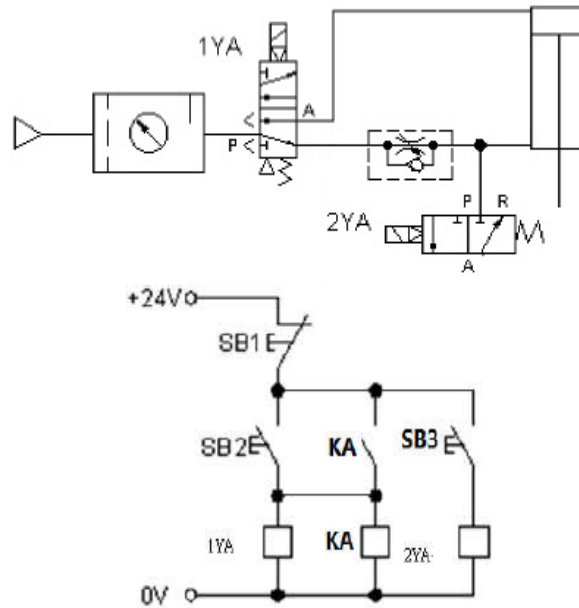 1YA
A
P
P R
2YA
A
+24V
SB1
SB2 KA SB3
1YA KA 2YA
0V